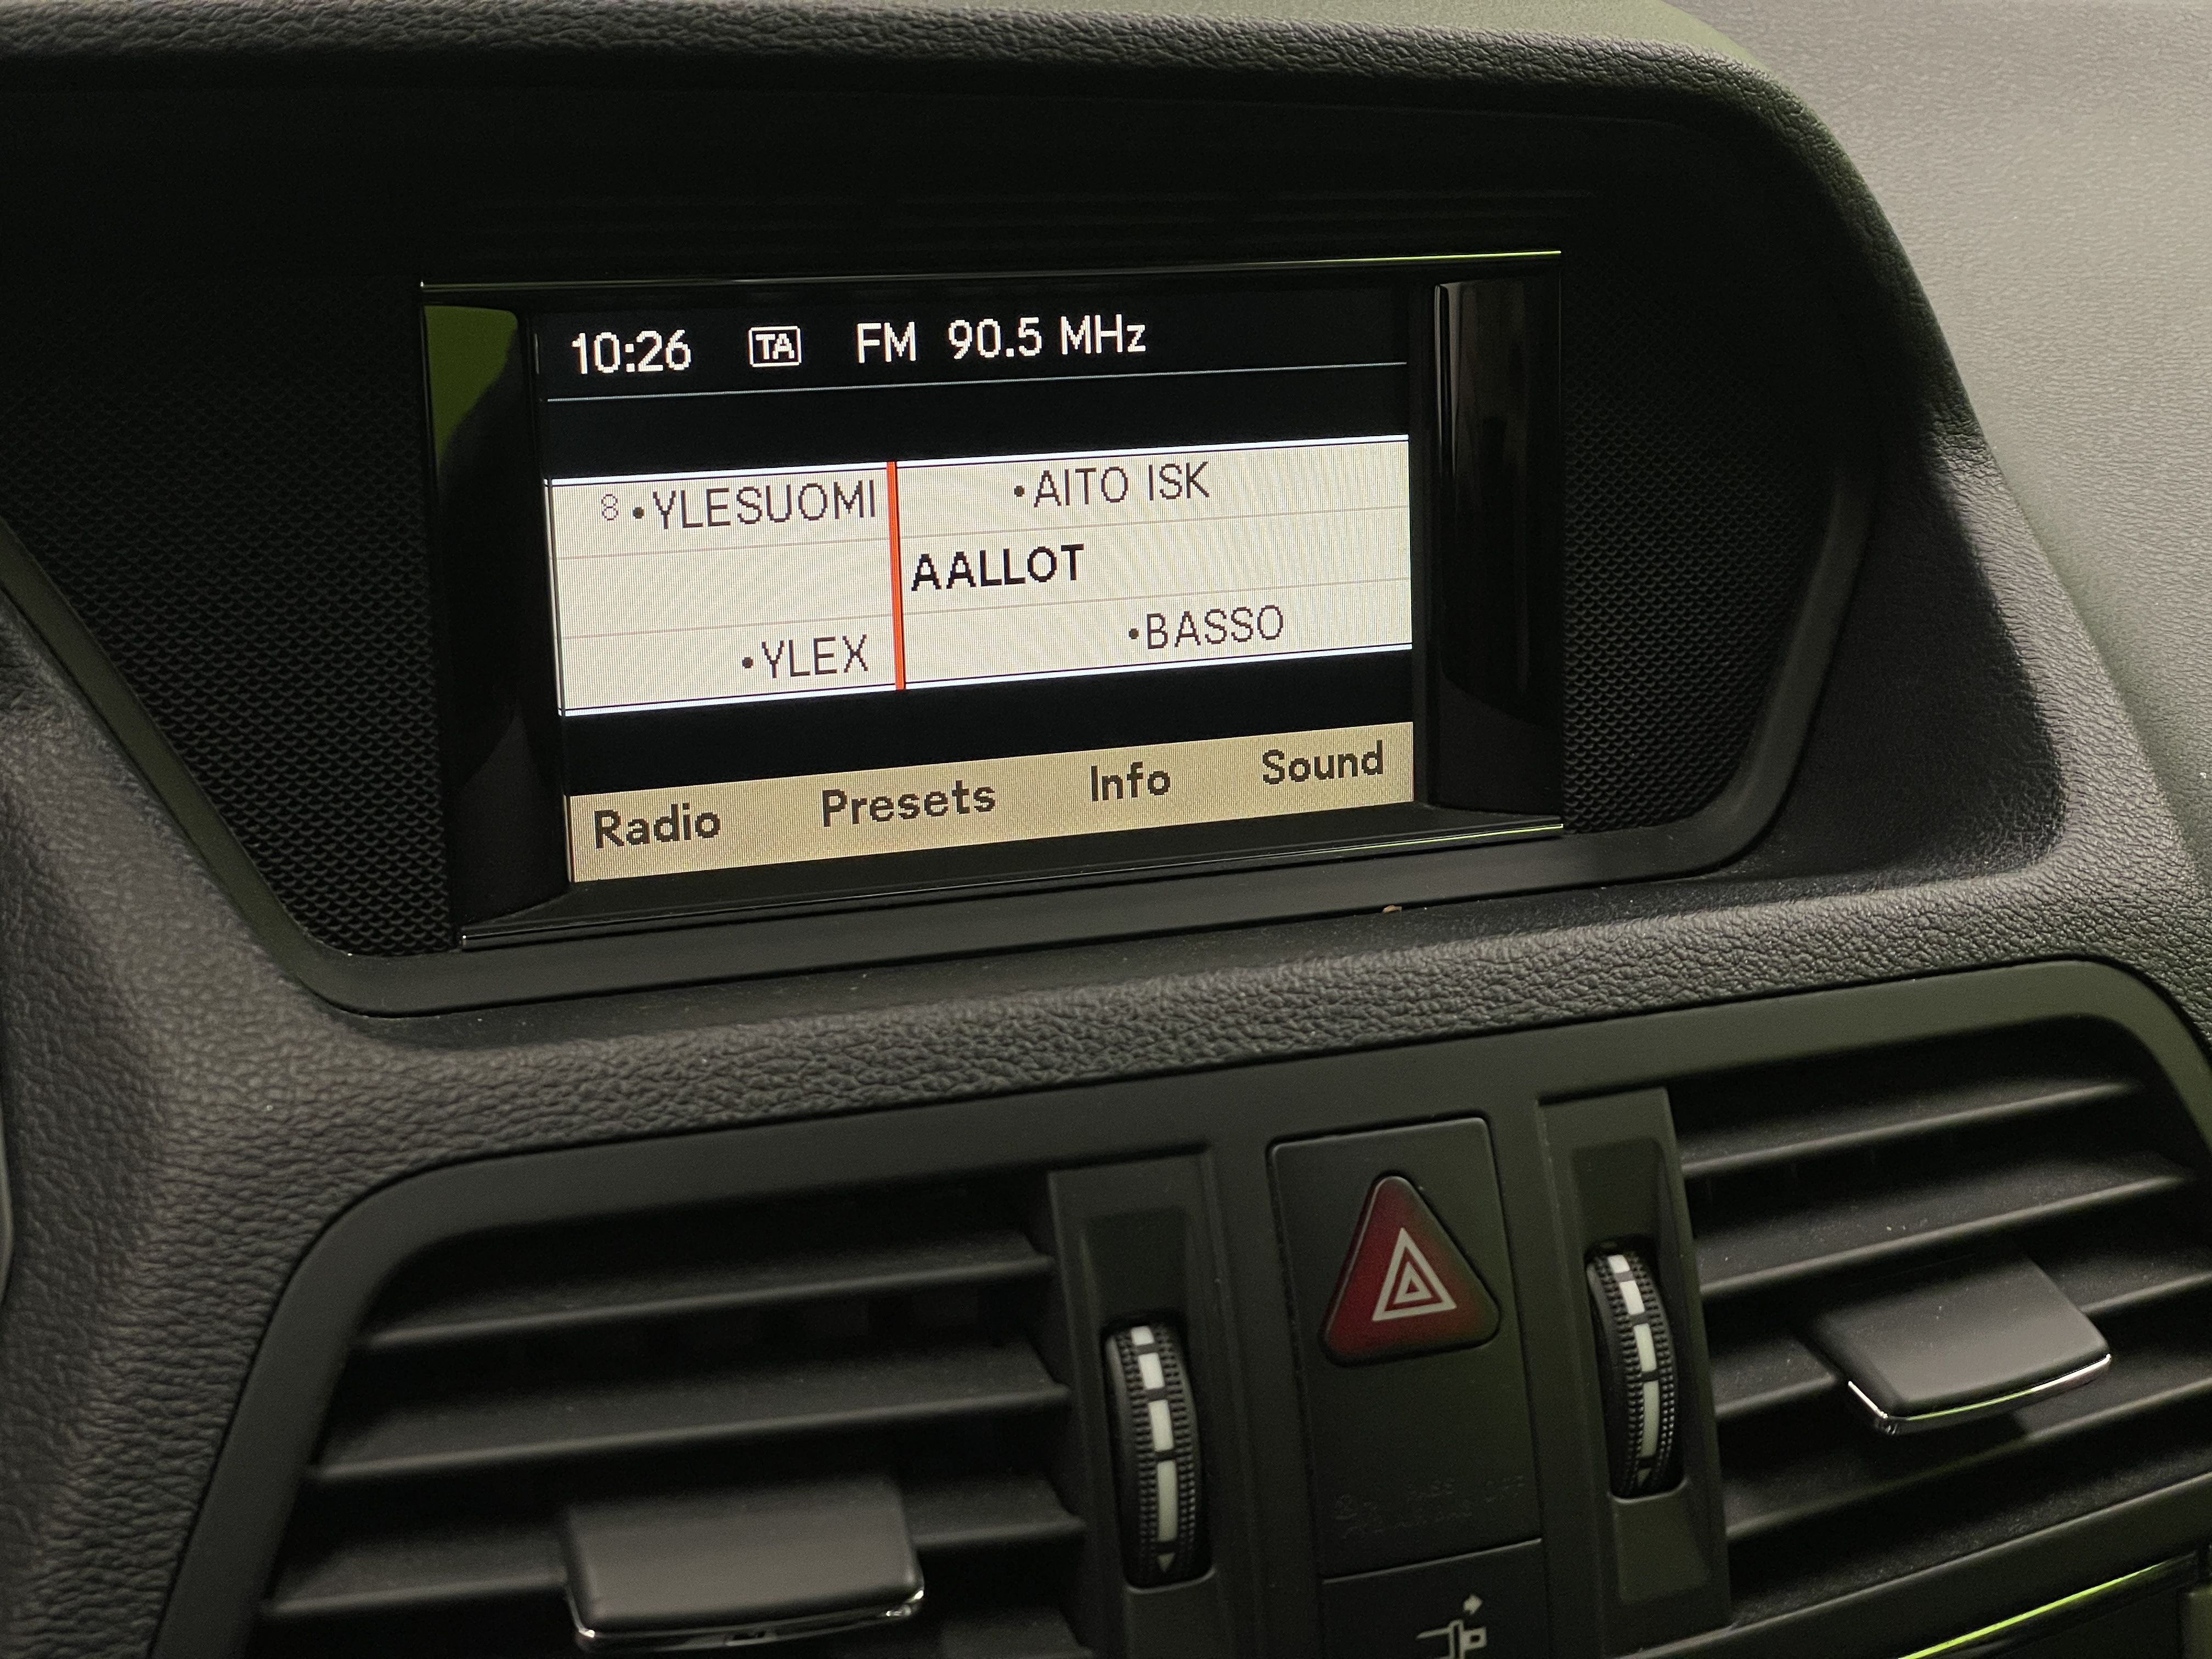 10:26 TA FM 90.5 MHz
8 •YLESUOMI •AITO ISK
AALLOT
•YLEX •BASSO
Radio Presets Info Sound